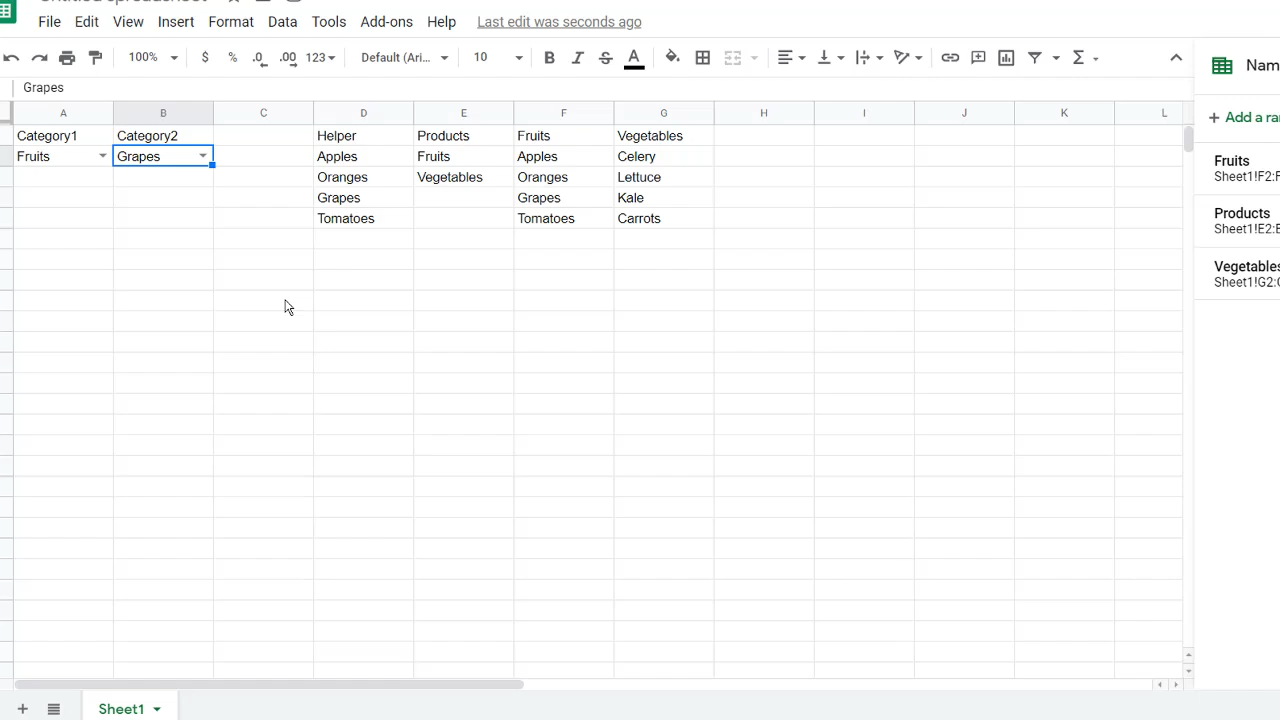 File Edit View Insert Format Data Tools Add-ons Help Last edit was seconds ago
100% $ % .0 .00 123 Default (Ari... 10 B I S A Σ
Grapes
Named
+ Add a ran
A B C D E F G H I J K L
Category1 Category2 Helper Products Fruits Vegetables
Fruits Grapes Apples Fruits Apples Celery
Oranges Vegetables Oranges Lettuce
Grapes Grapes Kale
Tomatoes Tomatoes Carrots
Fruits
Sheet1!F2:F
Products
Sheet1!E2:E
Vegetables
Sheet1!G2:G
+ Sheet1